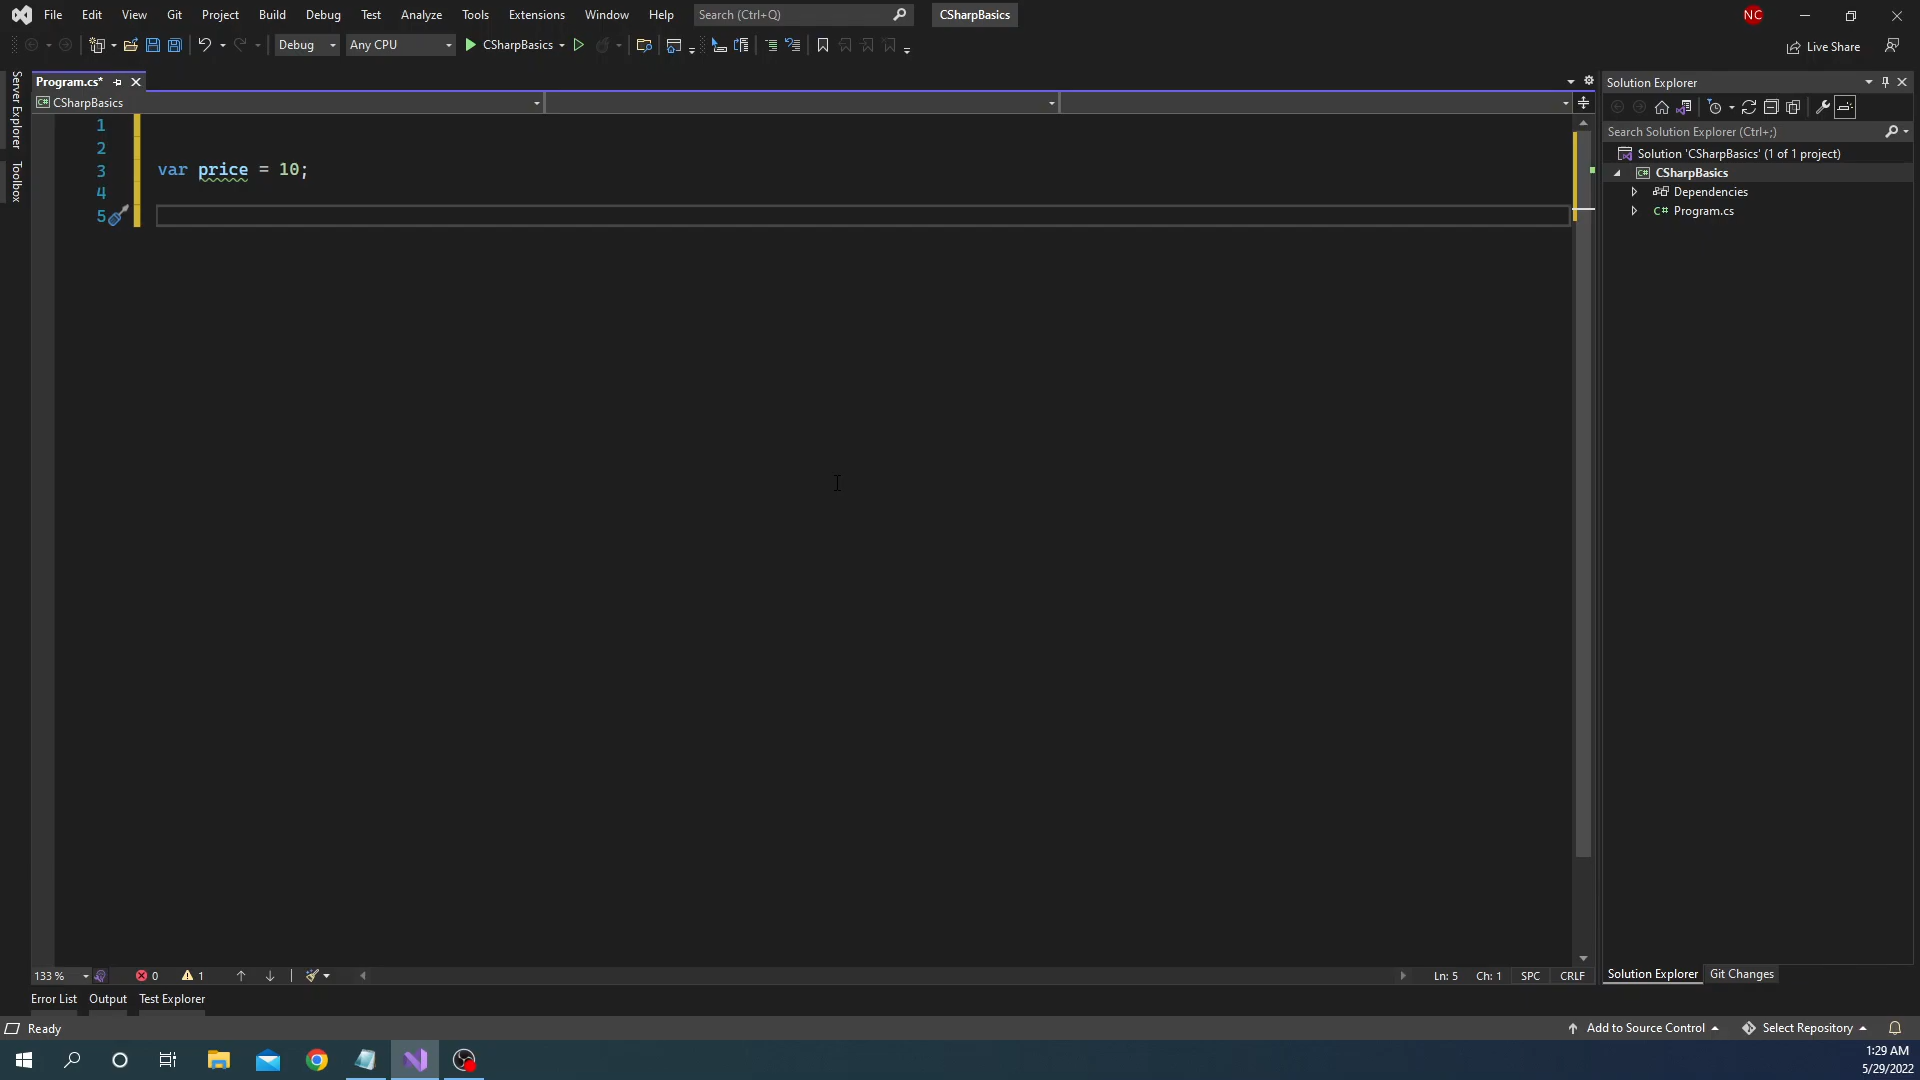 File Edit View Git Project Build Debug Test Analyze Tools Extensions Window Help Search (Ctrl+Q) CSharpBasics NC
Debug Any CPU CSharpBasics Live Share
Server Explorer
Toolbox
Program.cs*
C# CSharpBasics
1
2
3 var price = 10;
4
5
Solution Explorer
Search Solution Explorer (Ctrl+;)
Solution 'CSharpBasics' (1 of 1 project)
C# CSharpBasics
Dependencies
C# Program.cs
133 % 0 1 Ln: 5 Ch: 1 SPC CRLF
Solution Explorer Git Changes
Error List Output Test Explorer
Ready Add to Source Control Select Repository
1:29 AM
5/29/2022